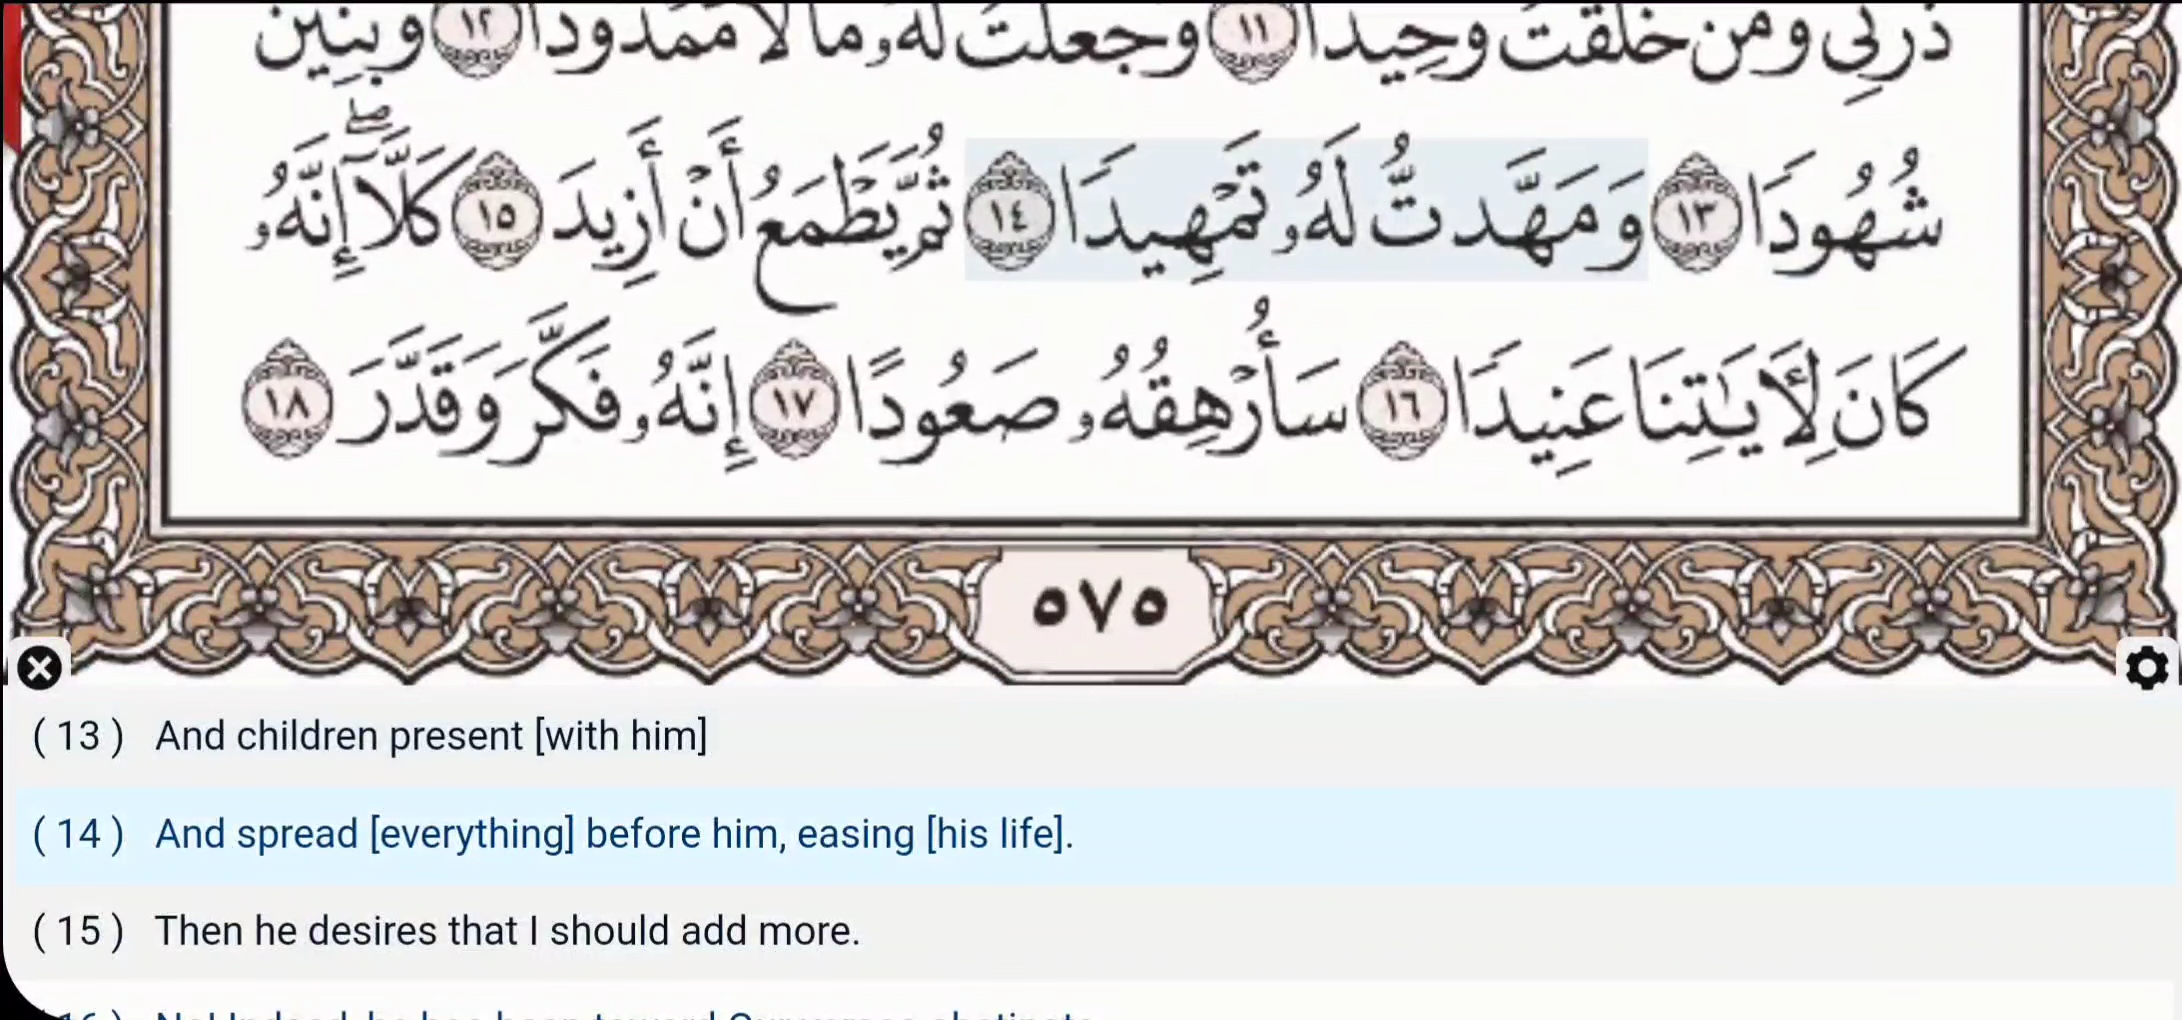 ذَرْنِى وَمَنْ خَلَقْتُ وَحِيدًا ١١ وَجَعَلْتُ لَهُۥ مَالًا مَّمْدُودًا ١٢ وَبَنِينَ
شُهُودًا ١٣ وَمَهَّدتُّ لَهُۥ تَمْهِيدًا ١٤ ثُمَّ يَطْمَعُ أَنْ أَزِيدَ ١٥ كَلَّآ ۖ إِنَّهُۥ
كَانَ لِأَيَـٰتِنَا عَنِيدًا ١٦ سَأُرْهِقُهُۥ صَعُودًا ١٧ إِنَّهُۥ فَكَّرَ وَقَدَّرَ ١٨
٥٧٥
( 13 ) And children present [with him]
( 14 ) And spread [everything] before him, easing [his life].
( 15 ) Then he desires that I should add more.